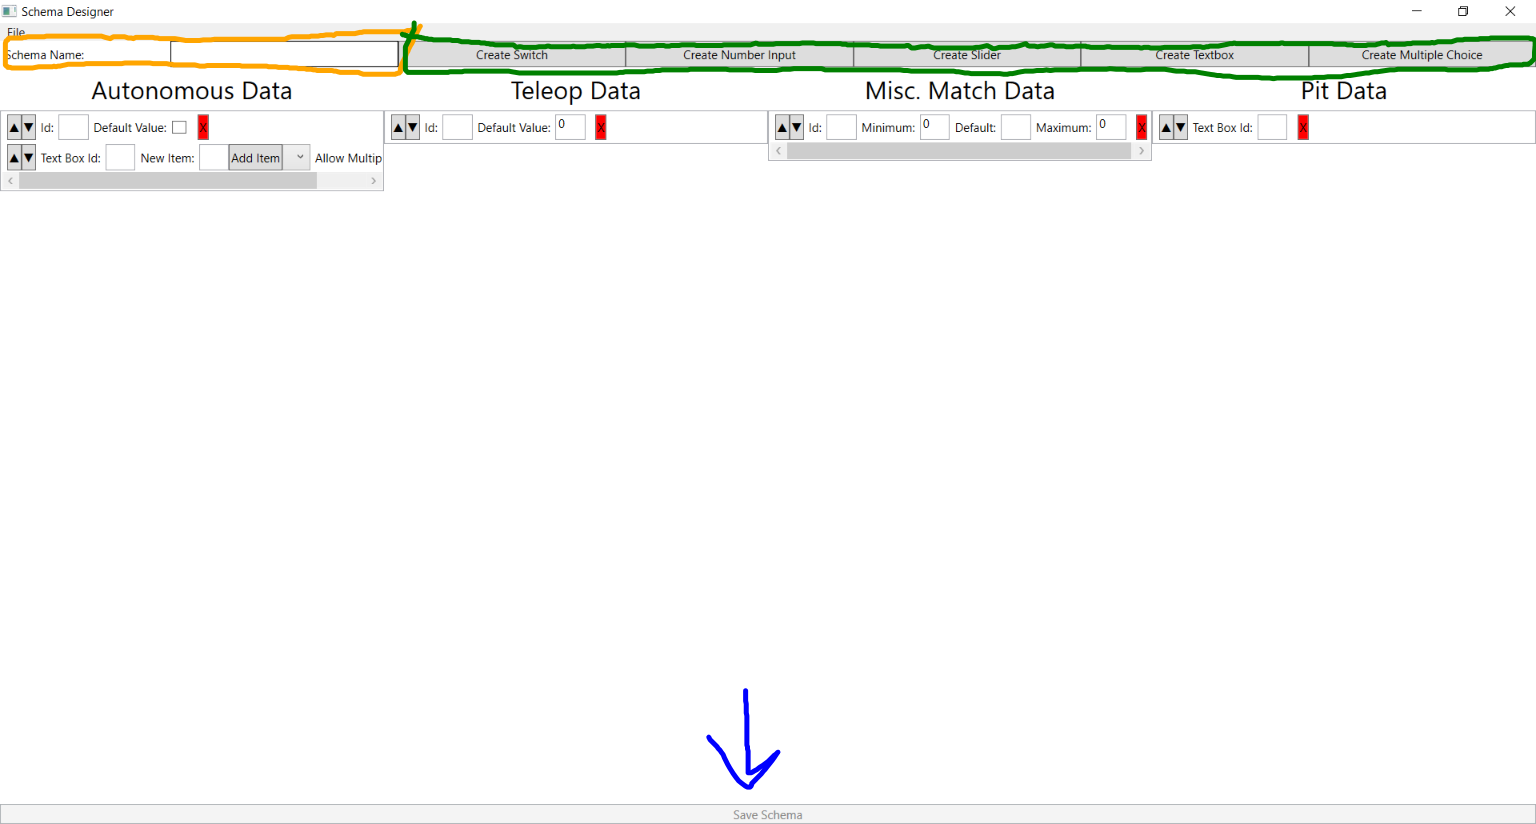 Schema Designer
File
Schema Name: Create Switch Create Number Input Create Slider Create Textbox Create Multiple Choice
Autonomous Data Teleop Data Misc. Match Data Pit Data
▲▼ Id: Default Value: X ▲▼ Id: Default Value: 0 X ▲▼ Id: Minimum: 0 Default: Maximum: 0 X ▲▼ Text Box Id: X
▲▼ Text Box Id: New Item: Add Item Allow Multip
Save Schema